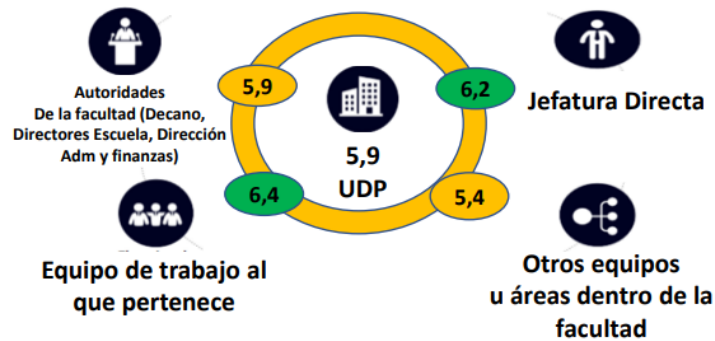 Autoridades
De la facultad (Decano,
Directores Escuela, Dirección
Adm y finanzas)
5,9
6,2
Jefatura Directa
5,9
UDP
6,4
5,4
Equipo de trabajo al
que pertenece
Otros equipos
u áreas dentro de la
facultad